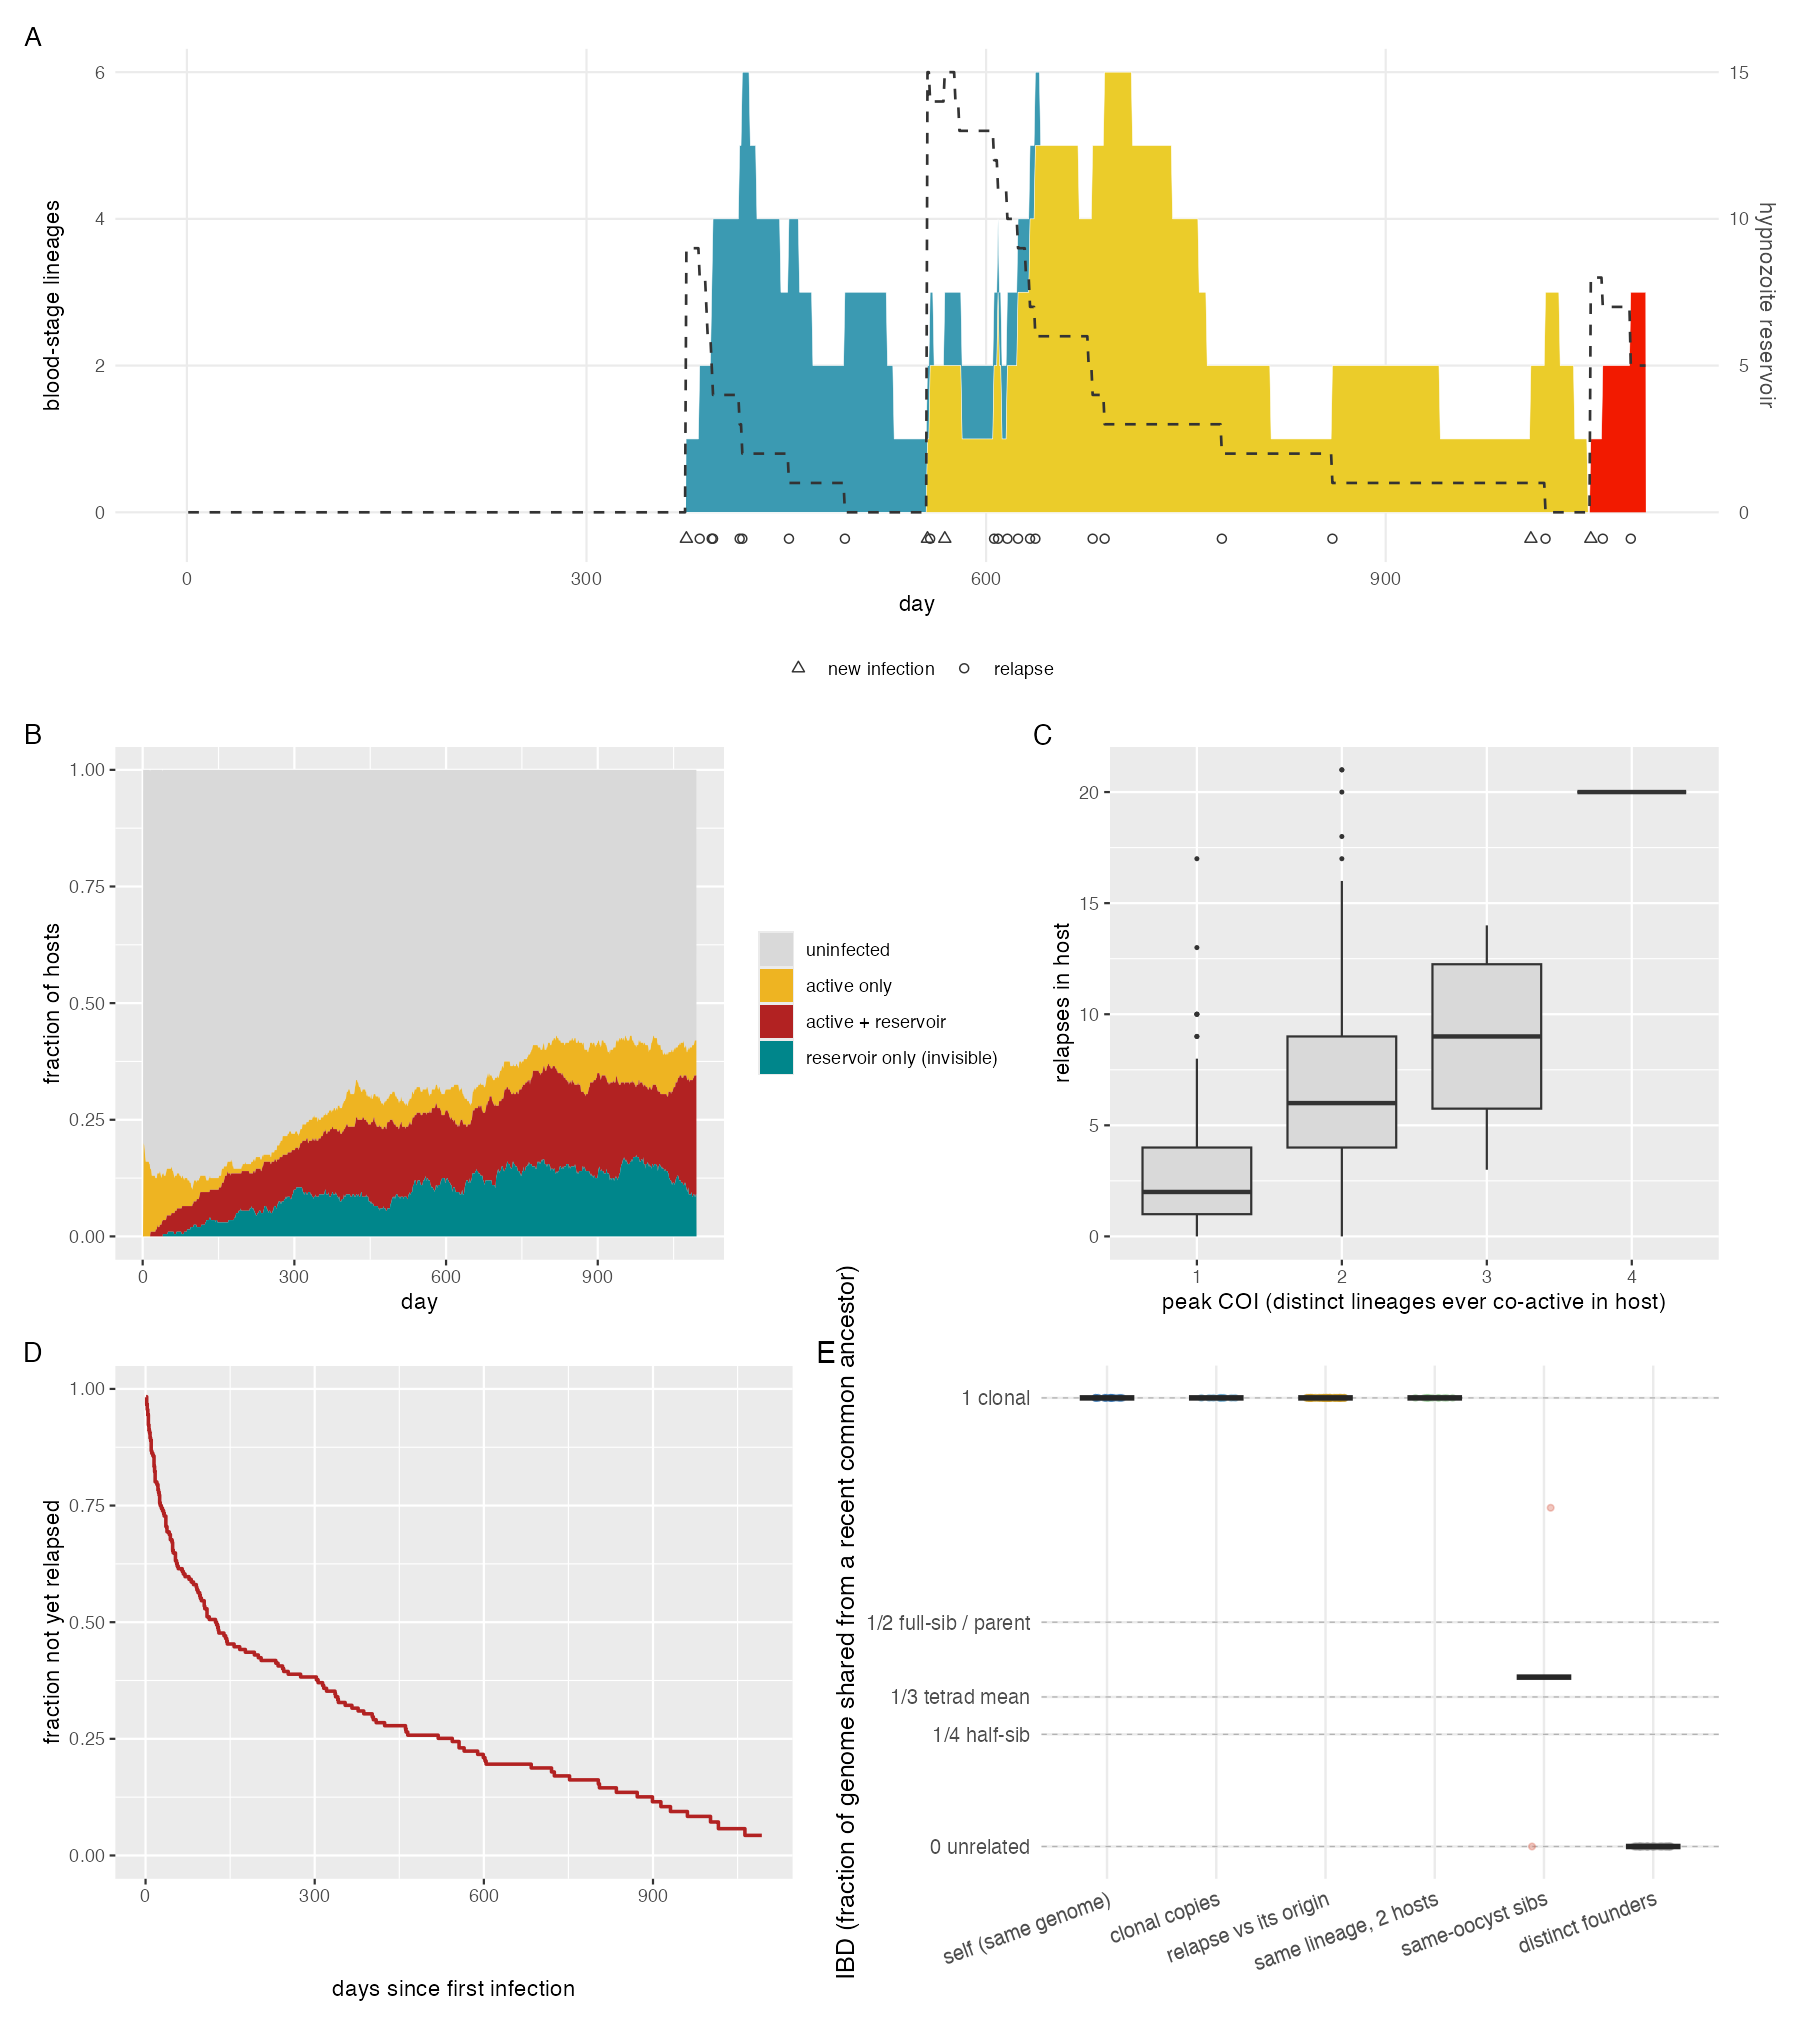 A
6
4
2
0
blood-stage lineages
15
10
5
0
hypnozoite reservoir
0
300
600
900
day
new infection
relapse
B
1.00
0.75
0.50
0.25
0.00
fraction of hosts
0
300
600
900
day
uninfected
active only
active + reservoir
reservoir only (invisible)
C
20
15
10
5
0
relapses in host
1
2
3
4
peak COI (distinct lineages ever co-active in host)
D
1.00
0.75
0.50
0.25
0.00
fraction not yet relapsed
0
300
600
900
days since first infection
E
IBD (fraction of genome shared from a recent common ancestor)
1 clonal
1/2 full-sib / parent
1/3 tetrad mean
1/4 half-sib
0 unrelated
self (same genome)
clonal copies
relapse vs its origin
same lineage, 2 hosts
same-oocyst sibs
distinct founders